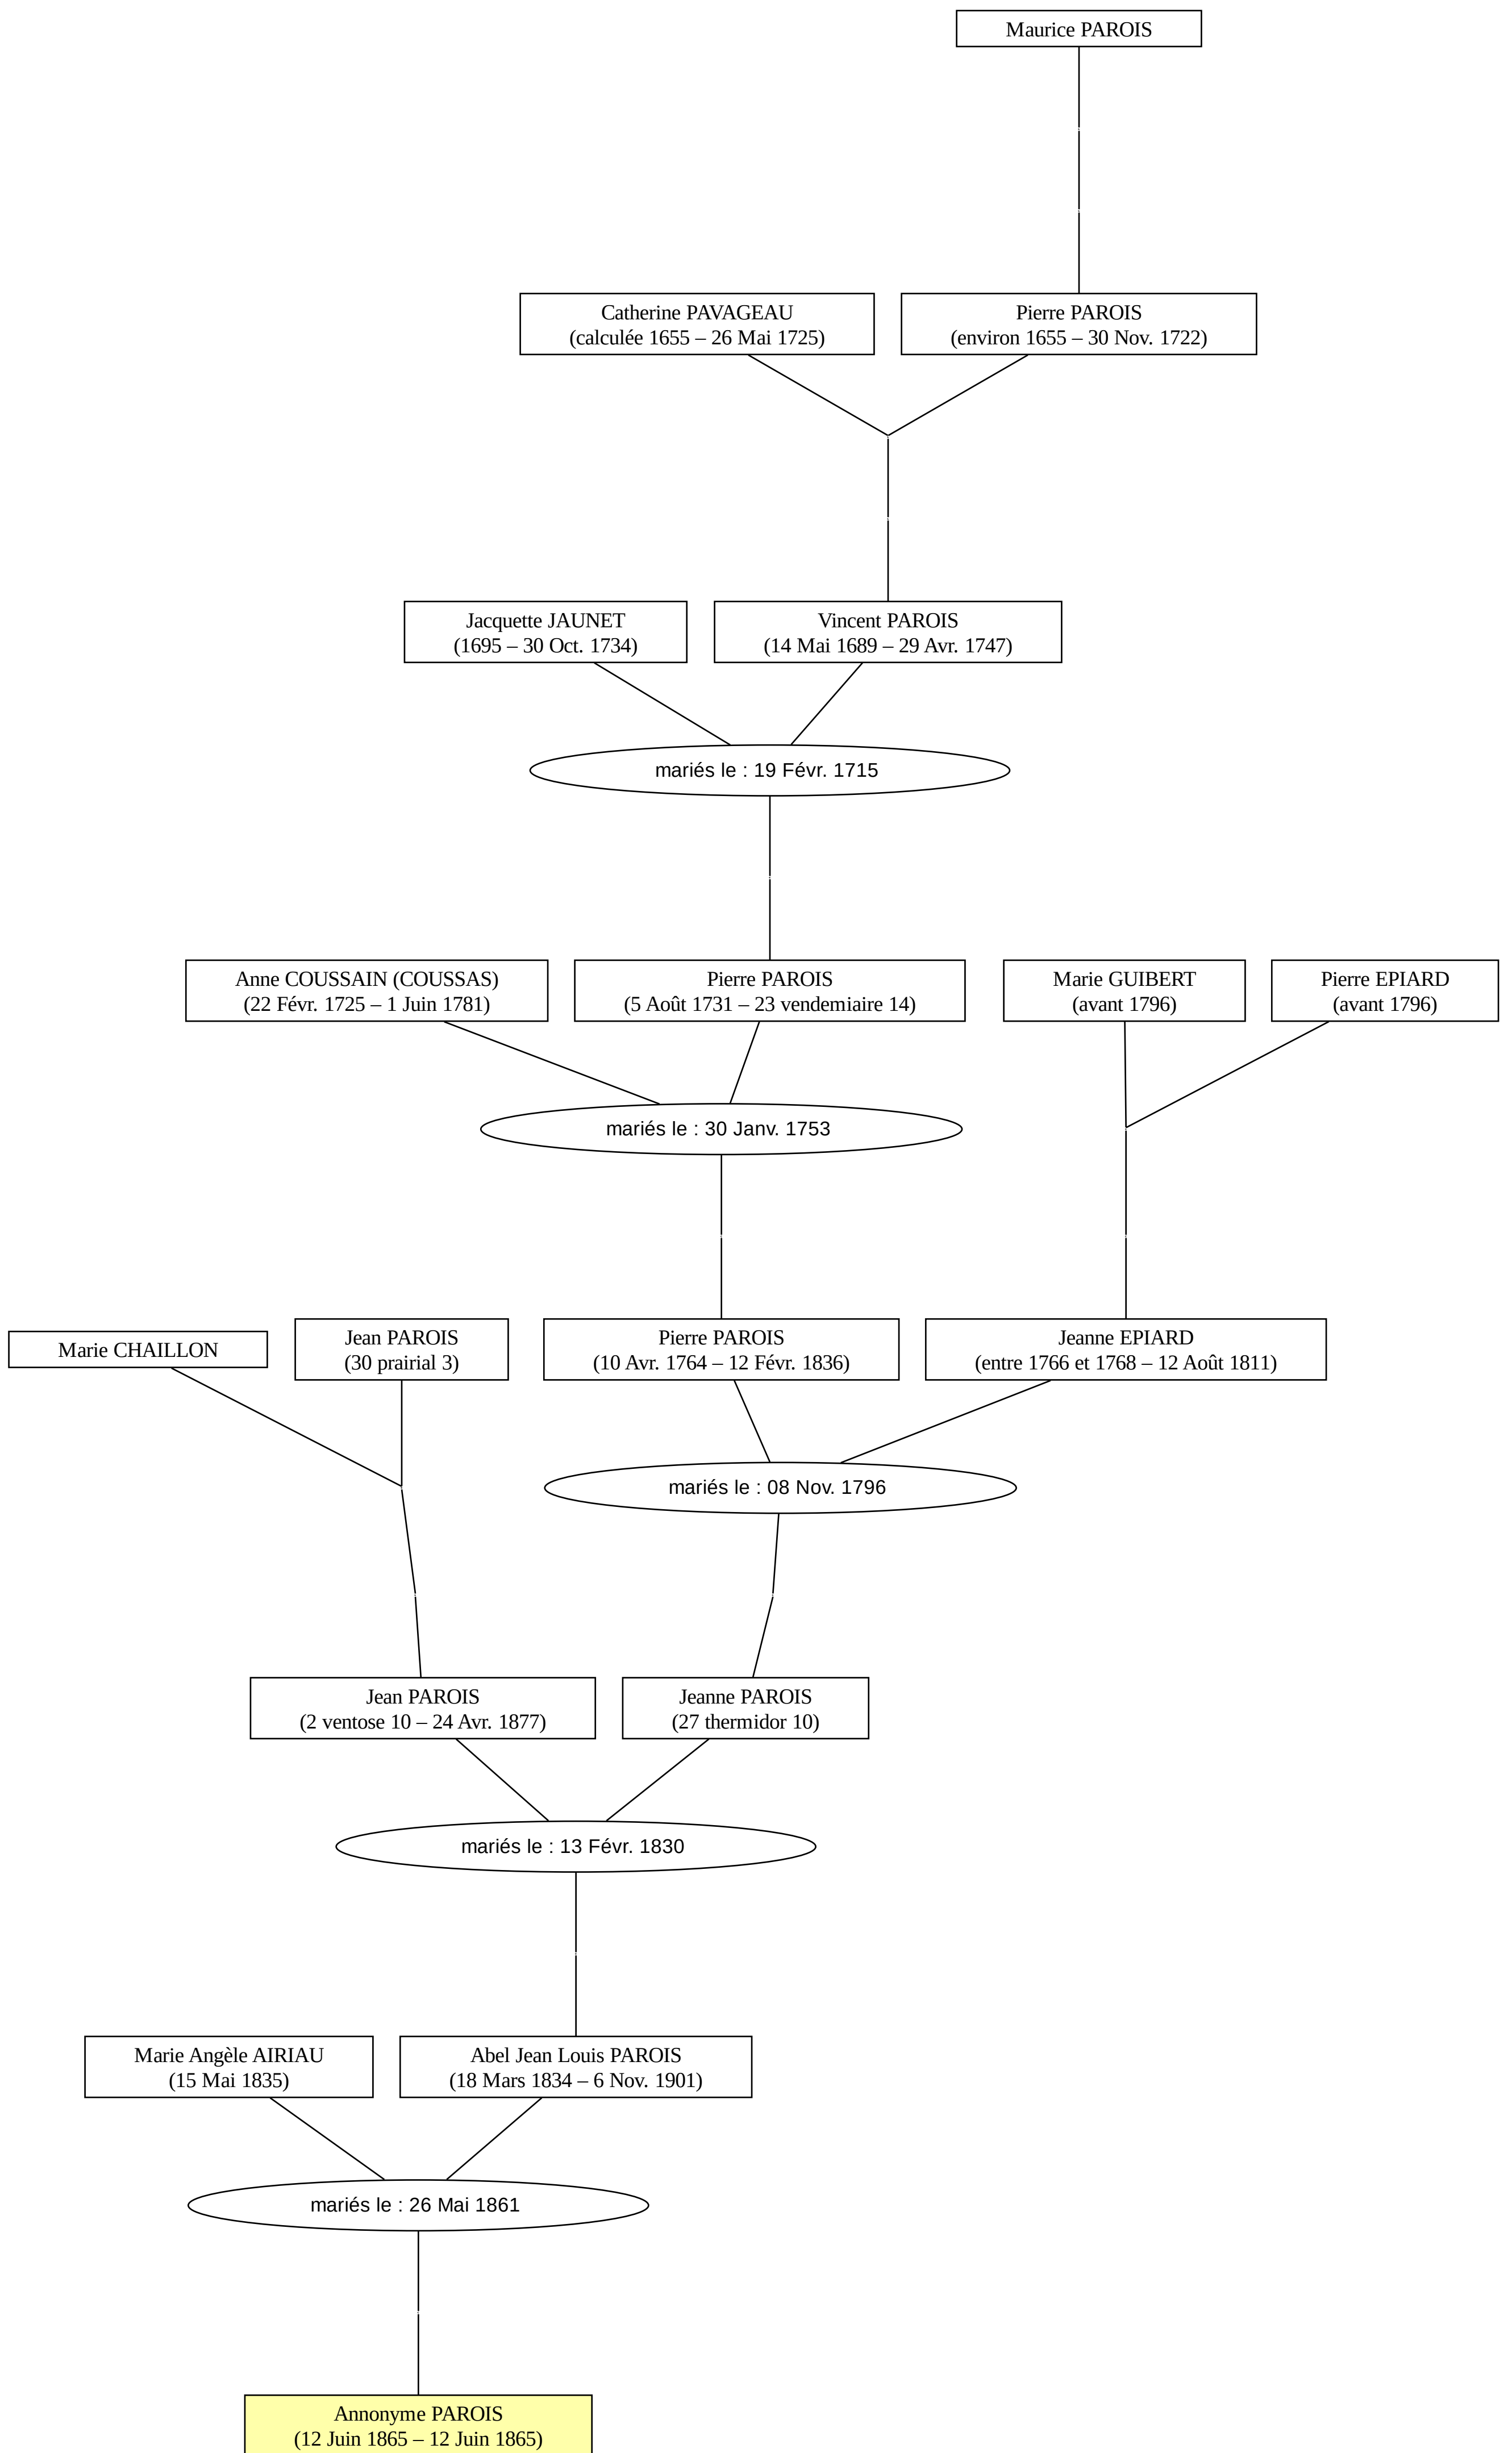 Maurice PAROIS
Catherine PAVAGEAU
(calculée 1655 – 26 Mai 1725)
Pierre PAROIS
(environ 1655 – 30 Nov. 1722)
Jacquette JAUNET
(1695 – 30 Oct. 1734)
Vincent PAROIS
(14 Mai 1689 – 29 Avr. 1747)
mariés le : 19 Févr. 1715
Anne COUSSAIN (COUSSAS)
(22 Févr. 1725 – 1 Juin 1781)
Pierre PAROIS
(5 Août 1731 – 23 vendemiaire 14)
Marie GUIBERT
(avant 1796)
Pierre EPIARD
(avant 1796)
mariés le : 30 Janv. 1753
Marie CHAILLON
Jean PAROIS
(30 prairial 3)
Pierre PAROIS
(10 Avr. 1764 – 12 Févr. 1836)
Jeanne EPIARD
(entre 1766 et 1768 – 12 Août 1811)
mariés le : 08 Nov. 1796
Jean PAROIS
(2 ventose 10 – 24 Avr. 1877)
Jeanne PAROIS
(27 thermidor 10)
mariés le : 13 Févr. 1830
Marie Angèle AIRIAU
(15 Mai 1835)
Abel Jean Louis PAROIS
(18 Mars 1834 – 6 Nov. 1901)
mariés le : 26 Mai 1861
Annonyme PAROIS
(12 Juin 1865 – 12 Juin 1865)